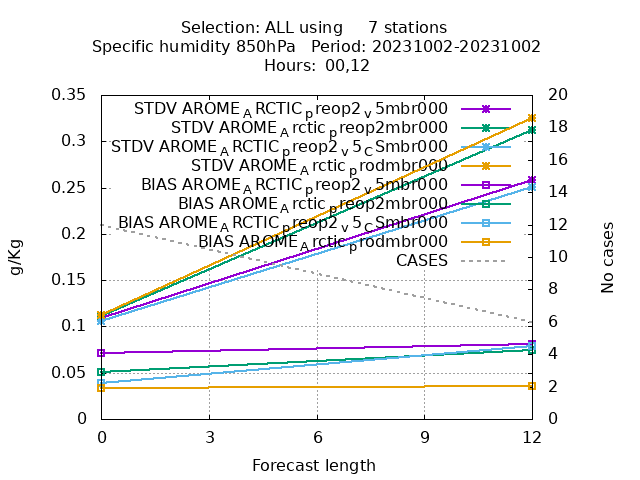 Selection: ALL using 7 stations
Specific humidity 850hPa Period: 20231002-20231002
Hours: 00,12
0.35 20
STDV AROME_ARCTIC_preop2_v5mbr000
STDV AROME_Arctic_preop2mbr000 18
0.3
STDV AROME_ARCTIC_preop2_v5_CSmbr000
STDV AROME_Arctic_prodmbr000 16
0.25 BIAS AROME_ARCTIC_preop2_v5mbr000 14
BIAS AROME_Arctic_preop2mbr000
BIAS AROME_ARCTIC_preop2_v5_CSmbr000 12
0.2
BIAS AROME_Arctic_prodmbr000
CASES 10
g/Kg
No cases
0.15 8
0.1 6
4
0.05 2
0 0
0 3 6 9 12
Forecast length